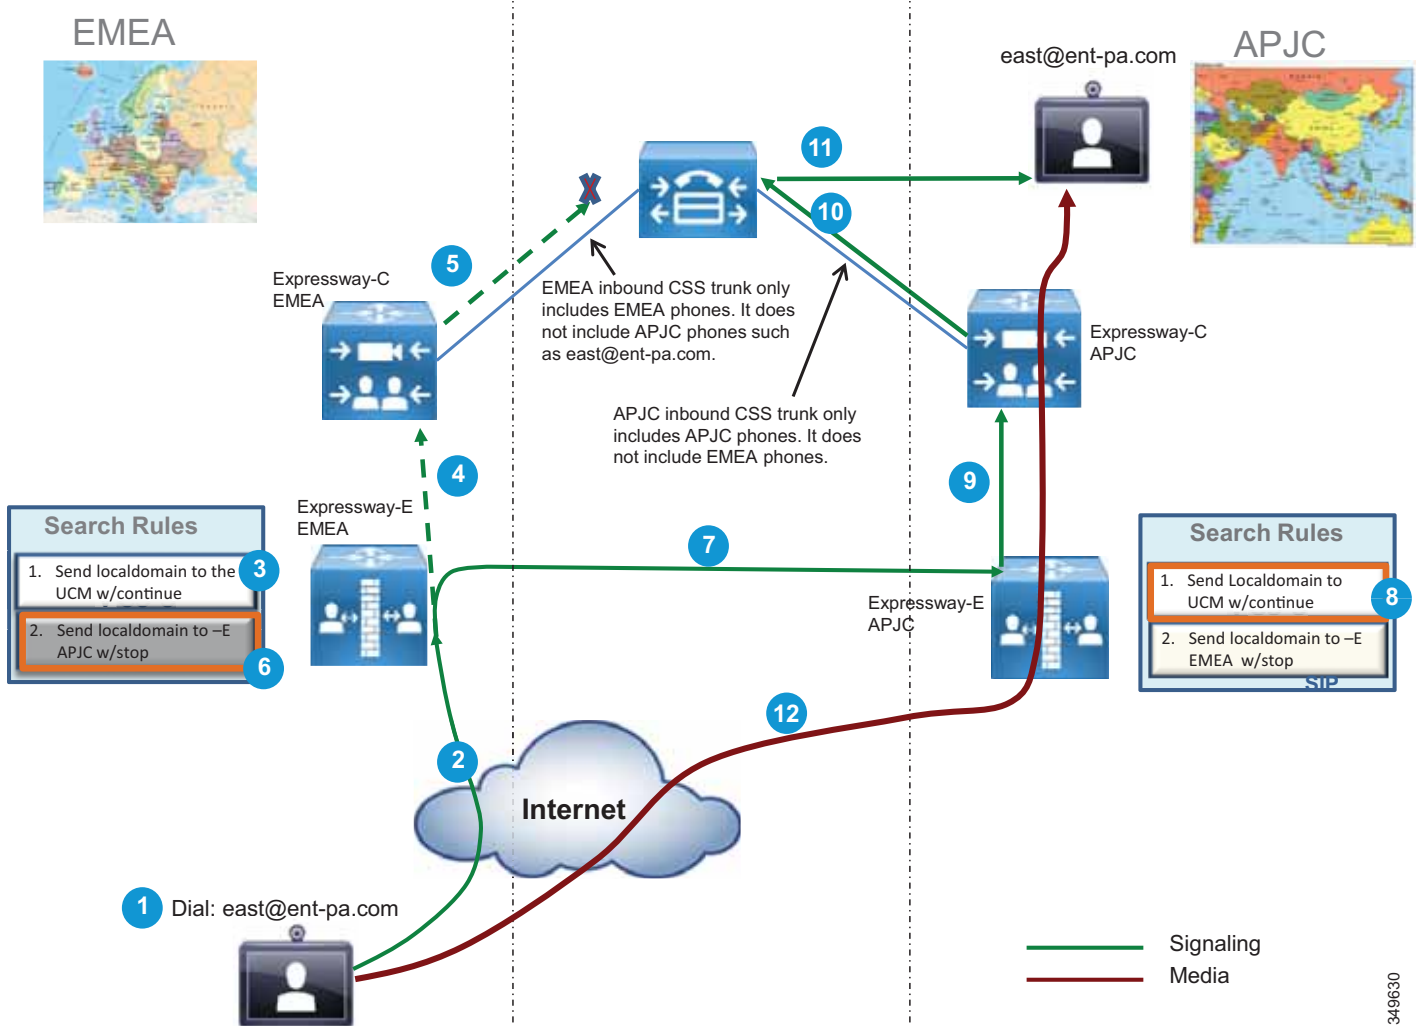 EMEA
APJC
east@ent-pa.com
11
10
5
Expressway-C
EMEA
EMEA inbound CSS trunk only
includes EMEA phones. It does
not include APJC phones such
as east@ent-pa.com.
Expressway-C
APJC
APJC inbound CSS trunk only
includes APJC phones. It does
not include EMEA phones.
4
9
Expressway-E
EMEA
Search Rules
1. Send localdomain to the
UCM w/continue
3
2. Send localdomain to –E
APJC w/stop
6
7
Expressway-E
APJC
Search Rules
1. Send Localdomain to
UCM w/continue
8
2. Send localdomain to –E
EMEA w/stop
SIP
12
2
Internet
1 Dial: east@ent-pa.com
Signaling
Media
349630